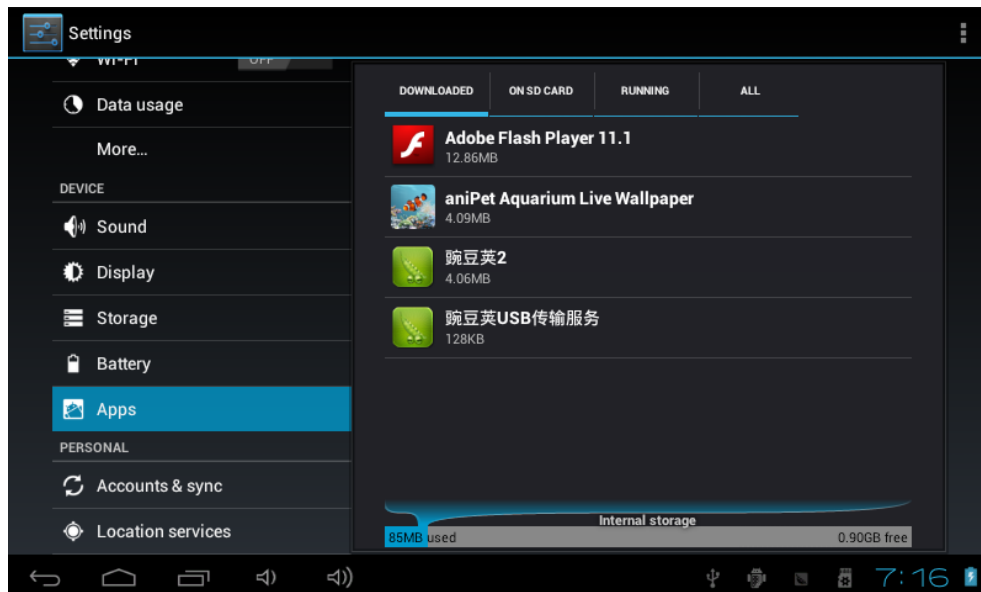 Settings
Wi-Fi
OFF
Data usage
More...
DEVICE
Sound
Display
Storage
Battery
Apps
PERSONAL
Accounts & sync
Location services
DOWNLOADED
ON SD CARD
RUNNING
ALL
Adobe Flash Player 11.1
12.86MB
aniPet Aquarium Live Wallpaper
4.09MB
豌豆荚2
4.06MB
豌豆荚USB传输服务
128KB
Internal storage
85MB used
0.90GB free
7:16